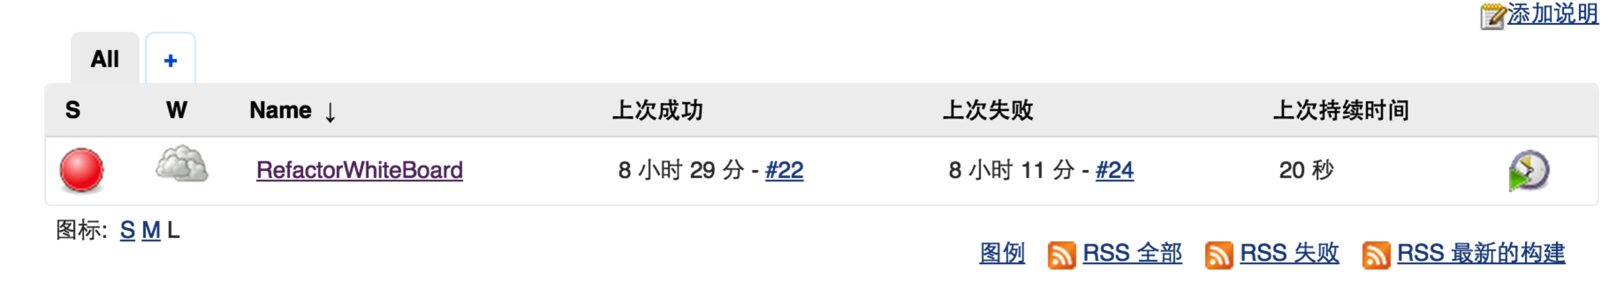 添加说明
All +
S W Name ↓ 上次成功 上次失败 上次持续时间
RefactorWhiteBoard 8 小时 29 分 - #22 8 小时 11 分 - #24 20 秒
图标: S M L
图例 RSS 全部 RSS 失败 RSS 最新的构建